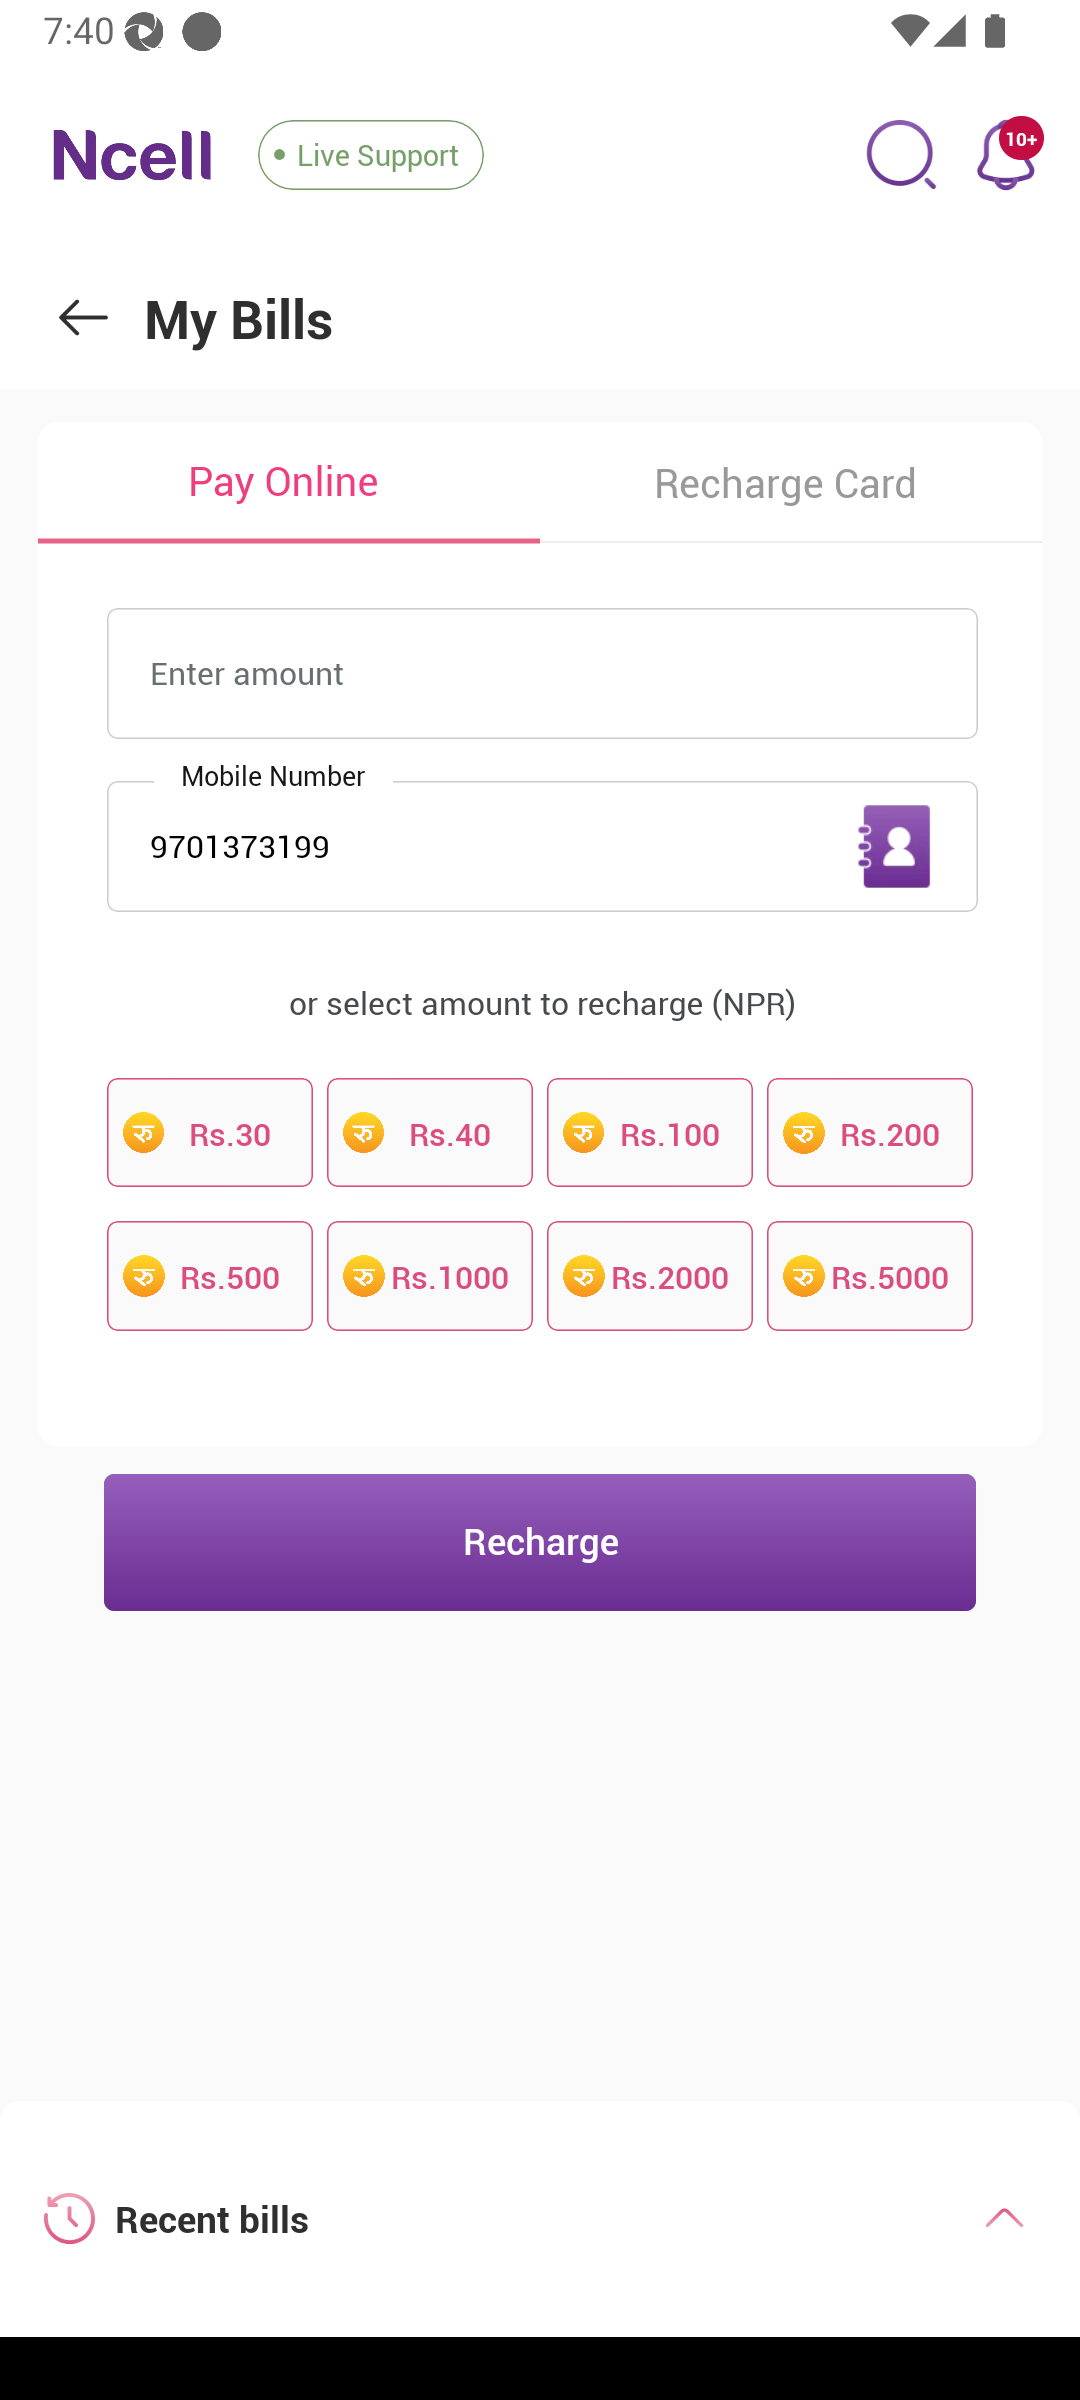 7:40
Ncell
Live Support
10+
My Bills
Pay Online
Recharge Card
Enter amount
Mobile Number
9701373199
or select amount to recharge (NPR)
रु Rs.30
रु Rs.40
रु Rs.100
रु Rs.200
रु Rs.500
रु Rs.1000
रु Rs.2000
रु Rs.5000
Recharge
Recent bills